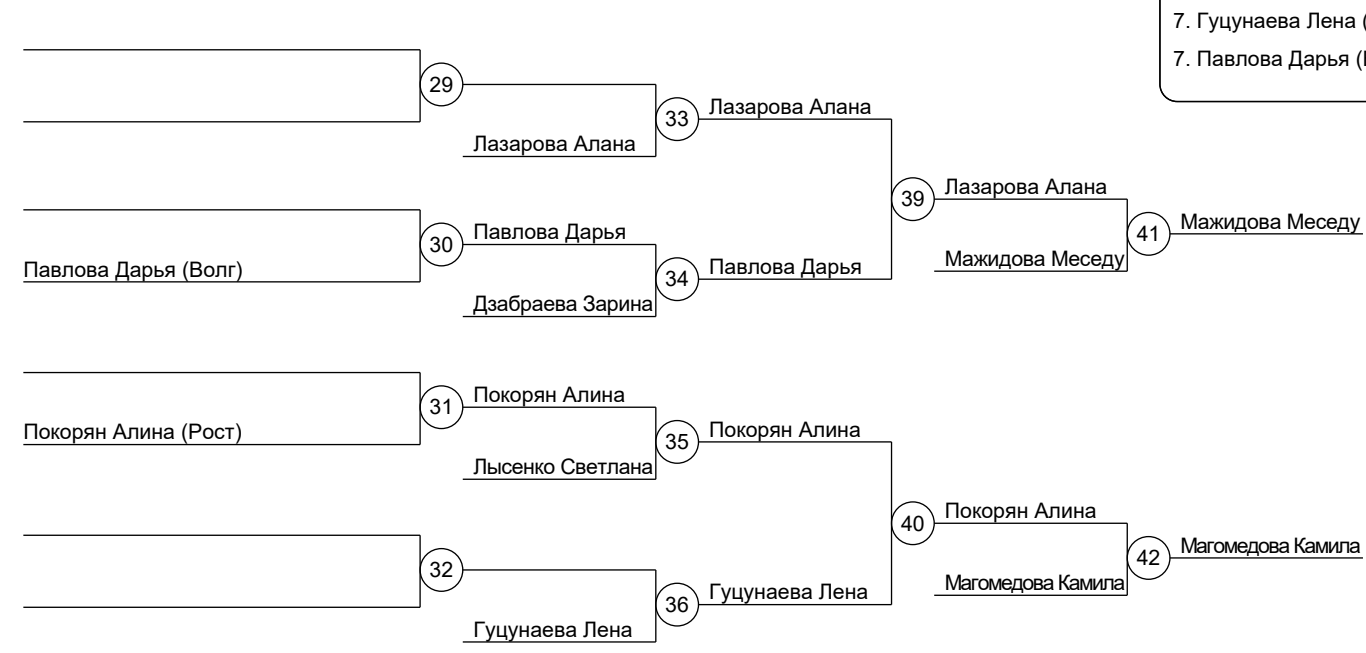 7. Гуцунаева Лена (
7. Павлова Дарья (
29
Лазарова Алана
33
Лазарова Алана
39
Лазарова Алана
Павлова Дарья (Волг)
30
Павлова Дарья
Дзабраева Зарина
34
Павлова Дарья
Мажидова Меседу
41
Мажидова Меседу
Покорян Алина (Рост)
31
Покорян Алина
Лысенко Светлана
35
Покорян Алина
40
Покорян Алина
32
Гуцунаева Лена
36
Гуцунаева Лена
Магомедова Камила
42
Магомедова Камила